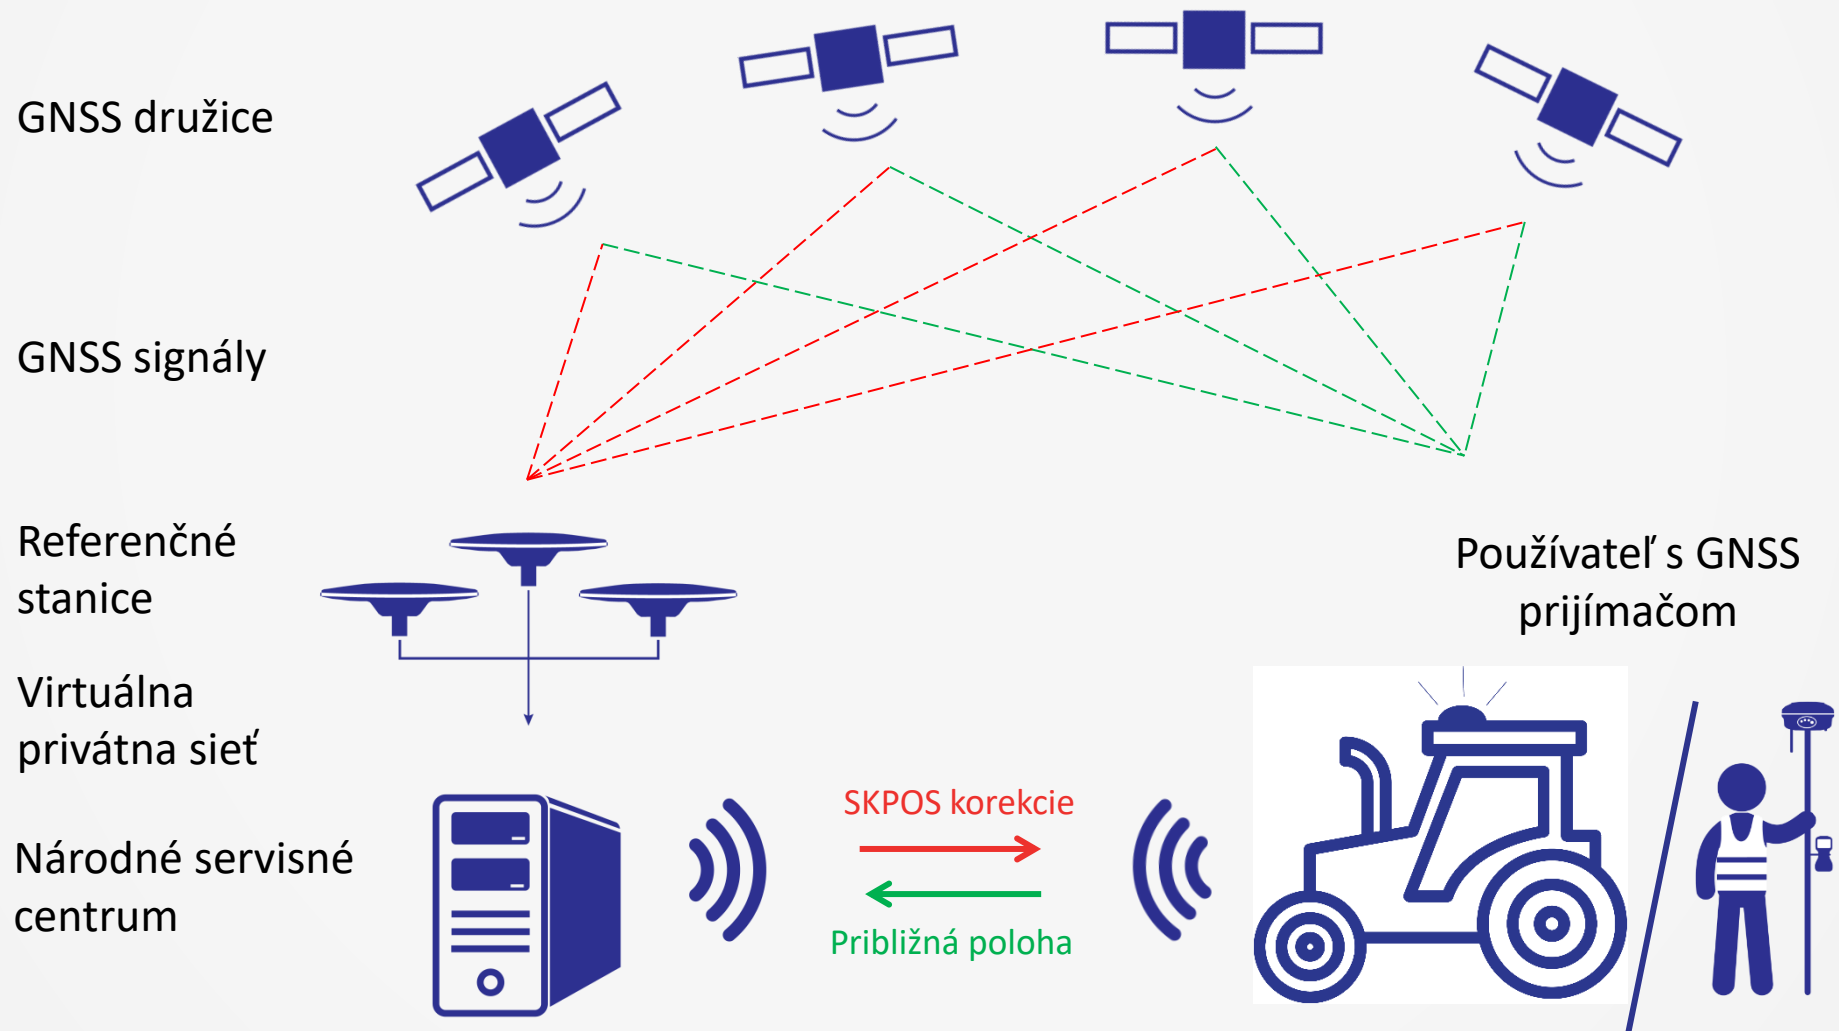 GNSS družice
GNSS signály
Referenčné
stanice
Používateľ s GNSS
prijímačom
Virtuálna
privátna sieť
SKPOS korekcie
Národné servisné
centrum
Približná poloha